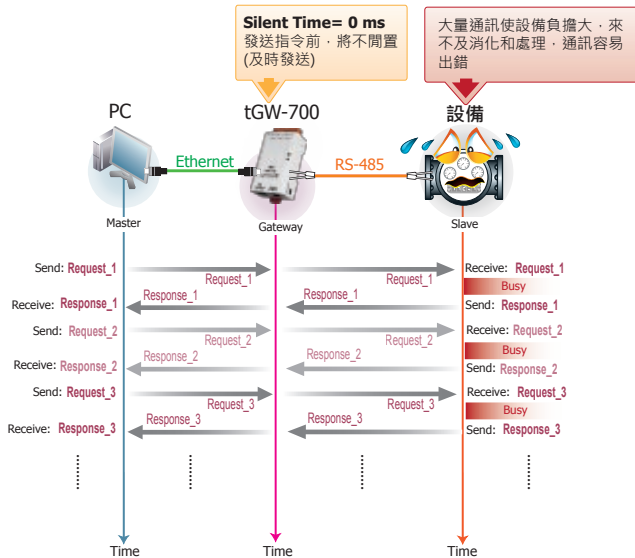 Silent Time= 0 ms
發送指令前，將不閒置
(及時發送)
大量通訊使設備負擔大，來
不及消化和處理，通訊容易
出錯
PC
tGW-700
設備
Ethernet
RS-485
Master
Gateway
Slave
Send: Request_1
Request_1
Request_1
Receive: Request_1
Busy
Receive: Response_1
Response_1
Response_1
Send: Response_1
Send: Request_2
Request_2
Request_2
Receive: Request_2
Busy
Receive: Response_2
Response_2
Response_2
Send: Response_2
Send: Request_3
Request_3
Request_3
Receive: Request_3
Busy
Receive: Response_3
Response_3
Response_3
Send: Response_3
Time
Time
Time